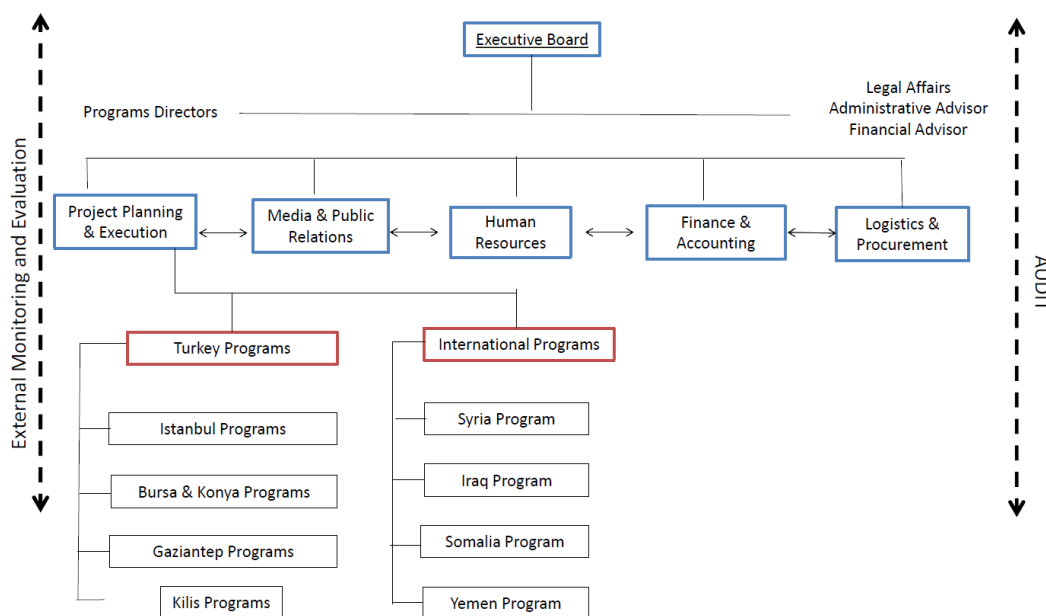 Executive Board
Programs Directors
Legal Affairs
Administrative Advisor
Financial Advisor
External Monitoring and Evaluation
AUDIT
Project Planning
& Execution
Media & Public
Relations
Human
Resources
Finance &
Accounting
Logistics &
Procurement
Turkey Programs
International Programs
Istanbul Programs
Syria Program
Bursa & Konya Programs
Iraq Program
Gaziantep Programs
Somalia Program
Kilis Programs
Yemen Program